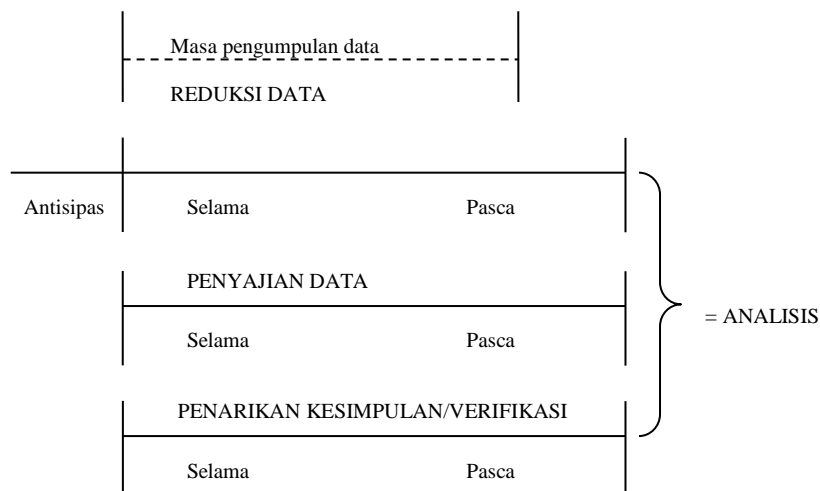 Masa pengumpulan data
REDUKSI DATA
Antisipas Selama Pasca
PENYAJIAN DATA
= ANALISIS
Selama Pasca
PENARIKAN KESIMPULAN/VERIFIKASI
Selama Pasca